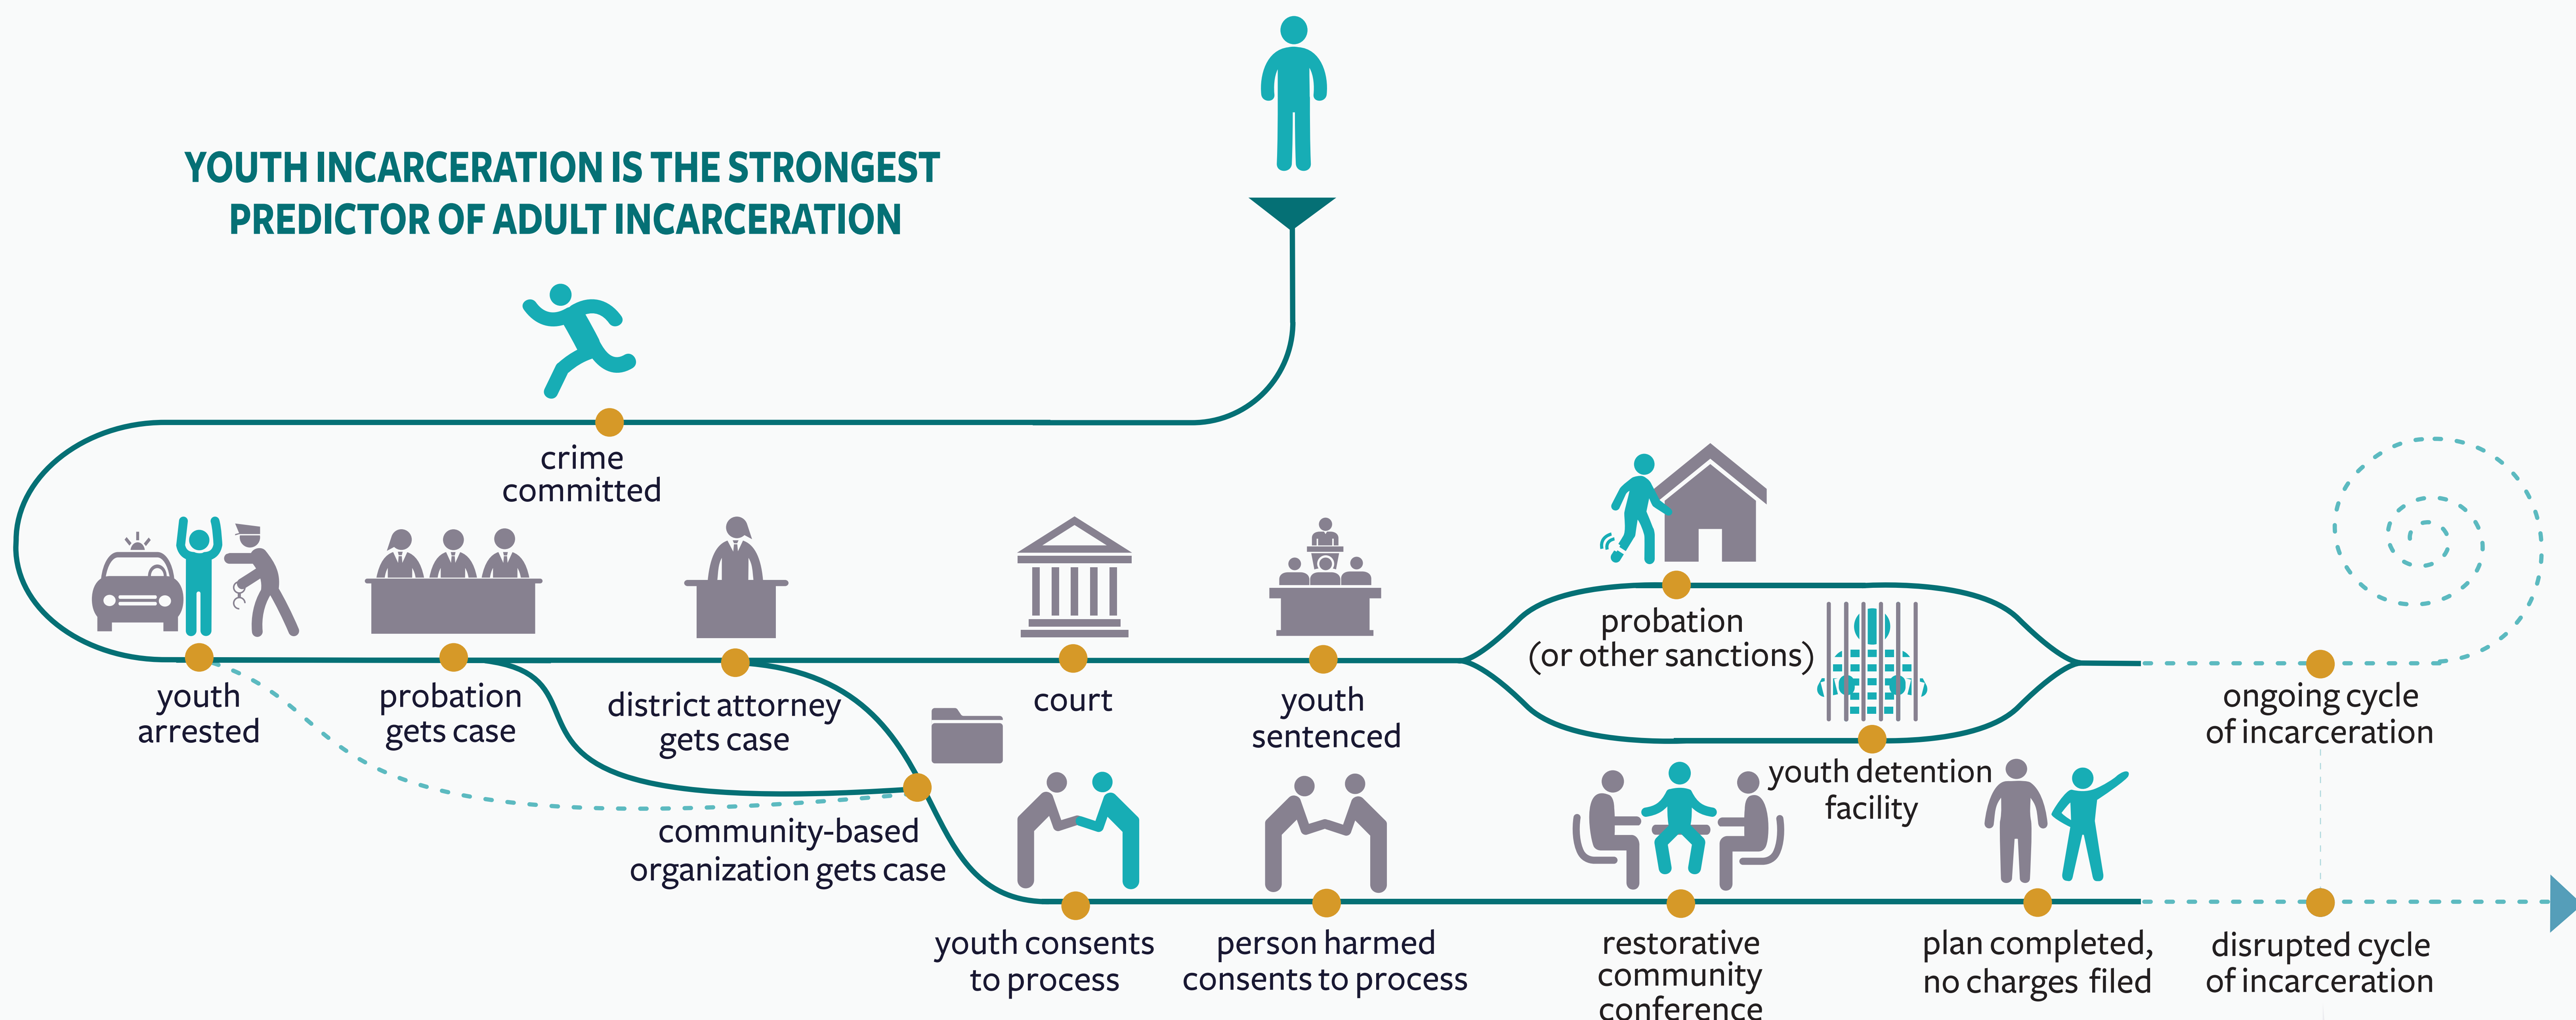 YOUTH INCARCERATION IS THE STRONGEST
PREDICTOR OF ADULT INCARCERATION
crime
committed
youth
arrested
probation
gets case
district attorney
gets case
court
youth
sentenced
probation
(or other sanctions)
youth detention
facility
ongoing cycle
of incarceration
community-based
organization gets case
youth consents
to process
person harmed
consents to process
restorative
community
conference
plan completed,
no charges filed
disrupted cycle
of incarceration